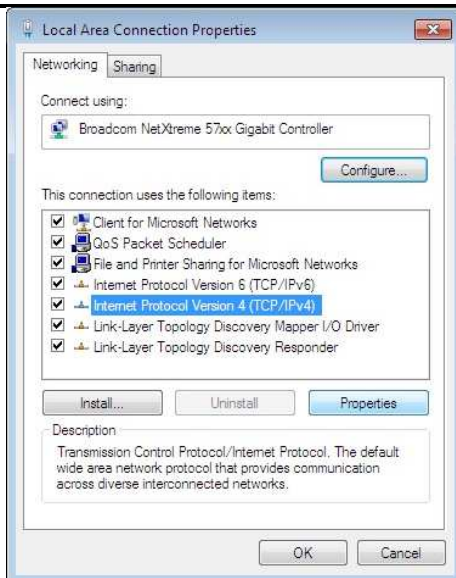 Local Area Connection Properties
Networking
Sharing
Connect using:
Broadcom NetXtreme 57xx Gigabit Controller
Configure...
This connection uses the following items:
Client for Microsoft Networks
QoS Packet Scheduler
File and Printer Sharing for Microsoft Networks
Internet Protocol Version 6 (TCP/IPv6)
Internet Protocol Version 4 (TCP/IPv4)
Link-Layer Topology Discovery Mapper I/O Driver
Link-Layer Topology Discovery Responder
Install...
Uninstall
Properties
Description
Transmission Control Protocol/Internet Protocol. The default
wide area network protocol that provides communication
across diverse interconnected networks.
OK
Cancel